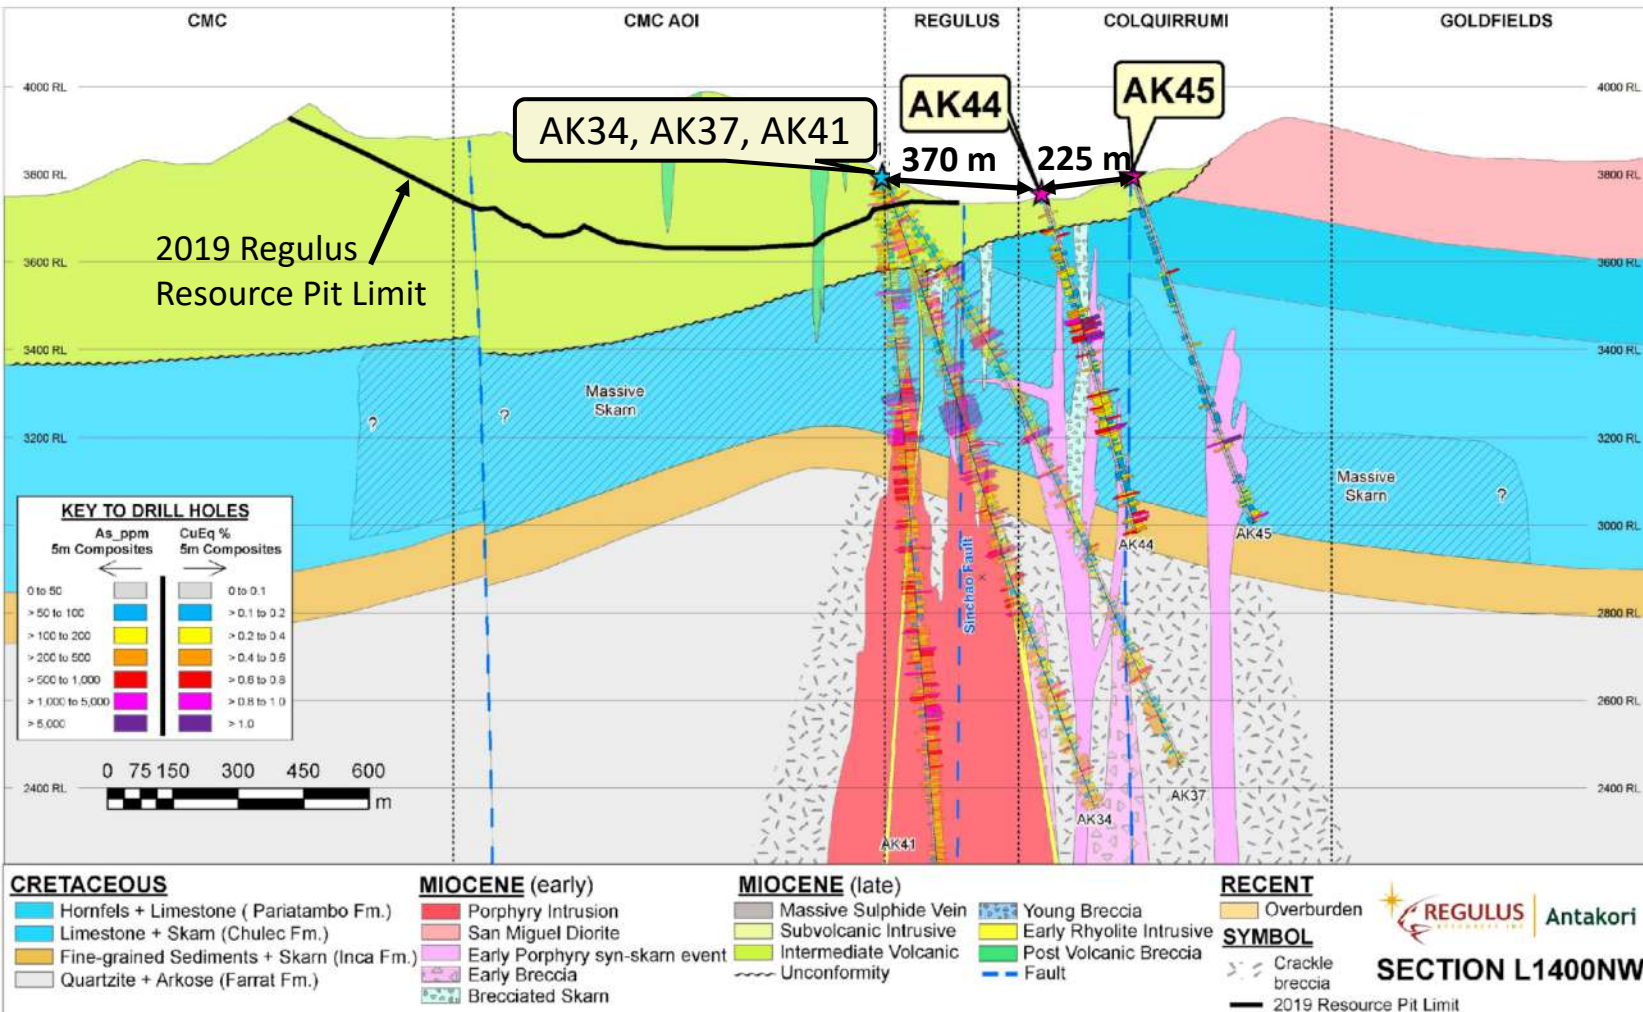 CMC CMC AOI REGULUS COLQUIRRUMI GOLDFIELDS
4000 RL 4000 RL
AK34, AK37, AK41 AK44 AK45
370 m 225 m
3800 RL 3800 RL
2019 Regulus
Resource Pit Limit
3600 RL 3600 RL
3400 RL 3400 RL
Massive
Skarn
? ?
3200 RL 3200 RL
Massive
Skarn
?
KEY TO DRILL HOLES
As_ppm CuEq %
5m Composites 5m Composites
0 to 50 0 to 0.1
> 50 to 100 > 0.1 to 0.2
> 100 to 200 > 0.2 to 0.4
> 200 to 500 > 0.4 to 0.6
> 500 to 1,000 > 0.6 to 0.8
> 1,000 to 5,000 > 0.8 to 1.0
> 5,000 > 1.0
3000 RL
AK44 AK45
Sinchao Fault
2800 RL
2600 RL
0 75 150 300 450 600
m
2400 RL 2400 RL
AK37
AK34
AK41
CRETACEOUS
Hornfels + Limestone ( Pariatambo Fm.)
Limestone + Skarn (Chulec Fm.)
Fine-grained Sediments + Skarn (Inca Fm.)
Quartzite + Arkose (Farrat Fm.)
MIOCENE (early)
Porphyry Intrusion
San Miguel Diorite
Early Porphyry syn-skarn event
Early Breccia
Brecciated Skarn
MIOCENE (late)
Massive Sulphide Vein
Subvolcanic Intrusive
Intermediate Volcanic
Unconformity
Young Breccia
Early Rhyolite Intrusive
Post Volcanic Breccia
Fault
RECENT
Overburden
SYMBOL
Crackle
breccia
2019 Resource Pit Limit
REGULUS Antakori
SECTION L1400NW